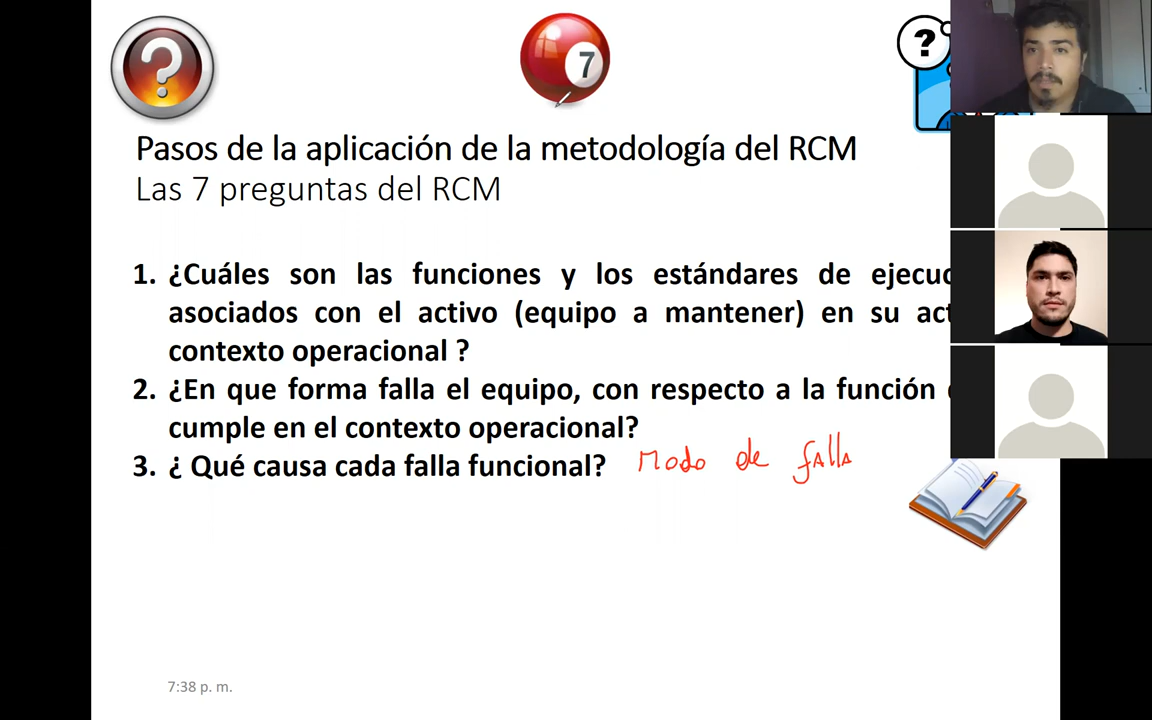 ?
7
?
Pasos de la aplicación de la metodología del RCM
Las 7 preguntas del RCM
1. ¿Cuáles son las funciones y los estándares de
asociados con el activo (equipo a mantener) en su
contexto operacional ?
2. ¿En que forma falla el equipo, con respecto a la función
cumple en el contexto operacional?
3. ¿ Qué causa cada falla funcional? Modo de fAllA
7:38 p. m.